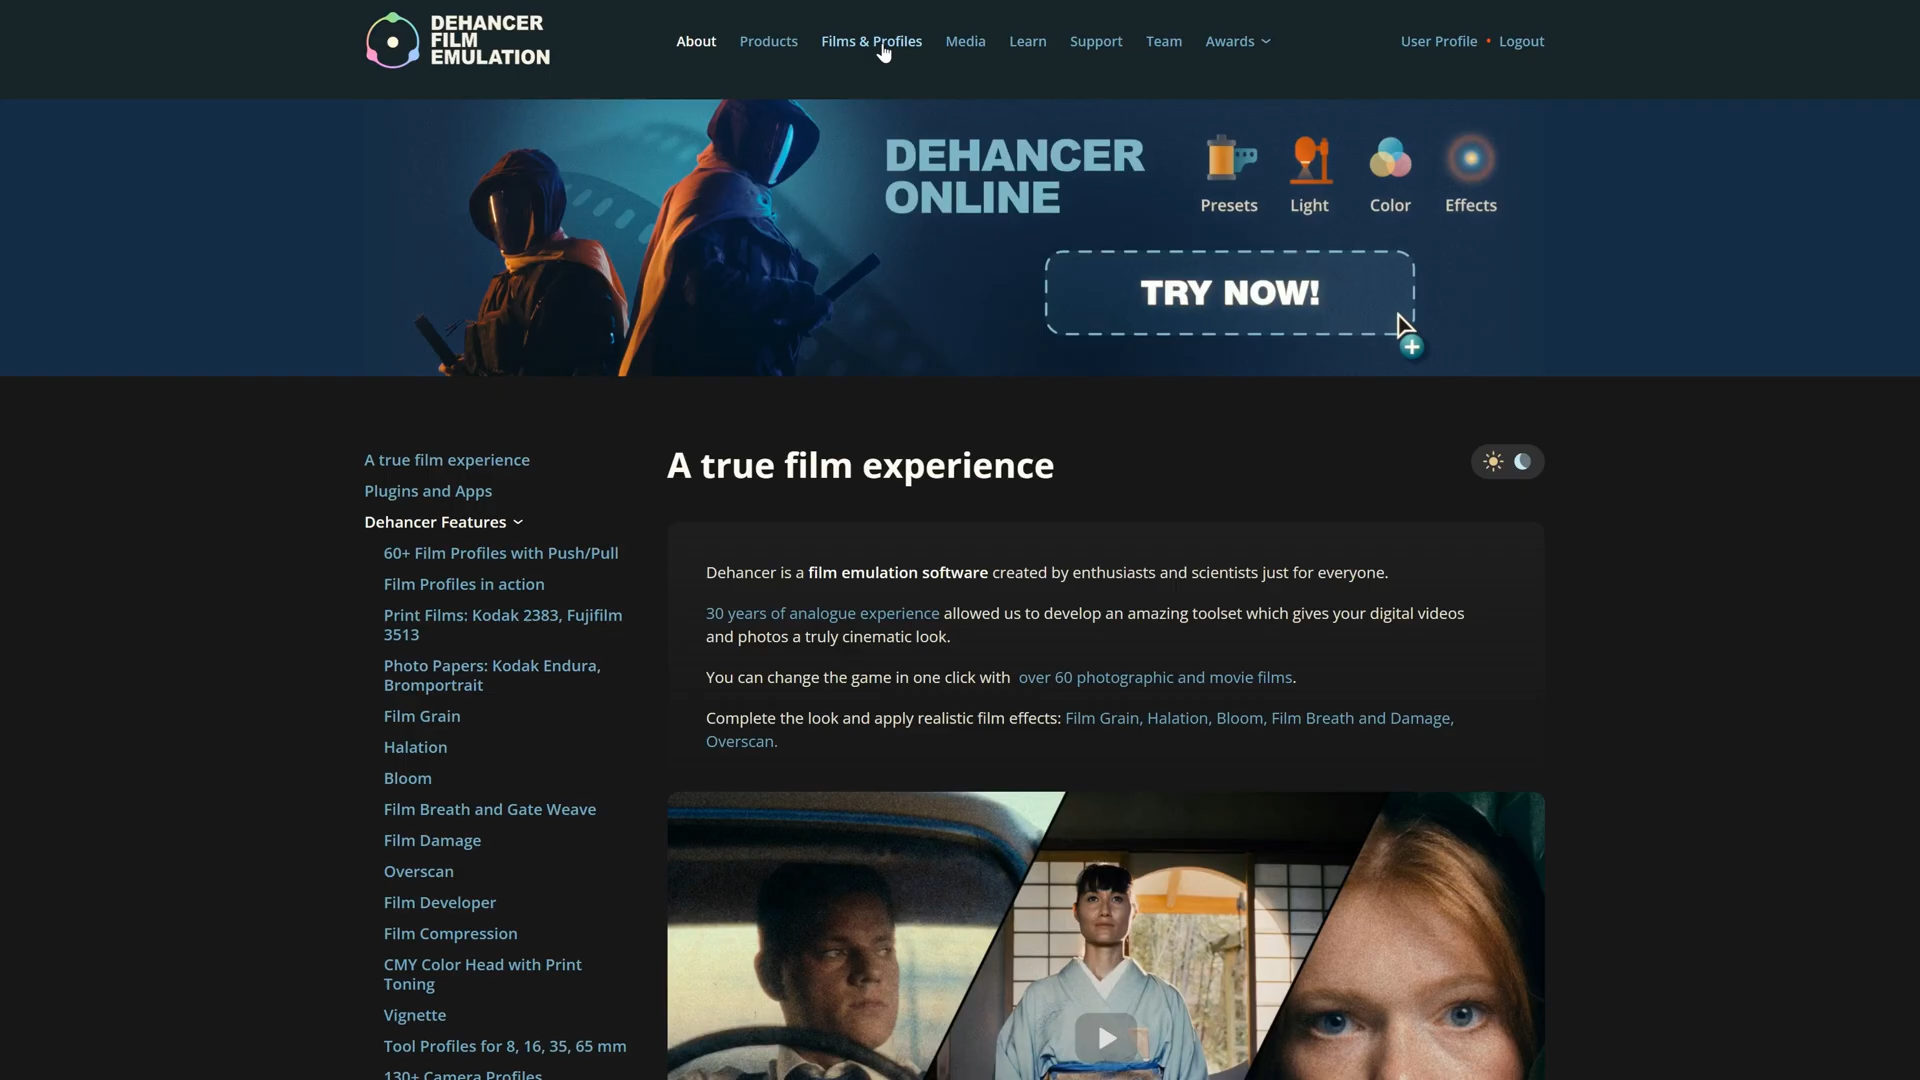 DEHANCER
FILM
EMULATION
About
Products
Films & Profiles
Media
Learn
Support
Team
Awards
User Profile • Logout
DEHANCER
ONLINE
Presets
Light
Color
Effects
TRY NOW!
A true film experience
Plugins and Apps
Dehancer Features
60+ Film Profiles with Push/Pull
Film Profiles in action
Print Films: Kodak 2383, Fujifilm
3513
Photo Papers: Kodak Endura,
Bromportrait
Film Grain
Halation
Bloom
Film Breath and Gate Weave
Film Damage
Overscan
Film Developer
Film Compression
CMY Color Head with Print
Toning
Vignette
Tool Profiles for 8, 16, 35, 65 mm
130+ Camera Profiles
A true film experience
Dehancer is a film emulation software created by enthusiasts and scientists just for everyone.
30 years of analogue experience allowed us to develop an amazing toolset which gives your digital videos
and photos a truly cinematic look.
You can change the game in one click with over 60 photographic and movie films.
Complete the look and apply realistic film effects: Film Grain, Halation, Bloom, Film Breath and Damage,
Overscan.